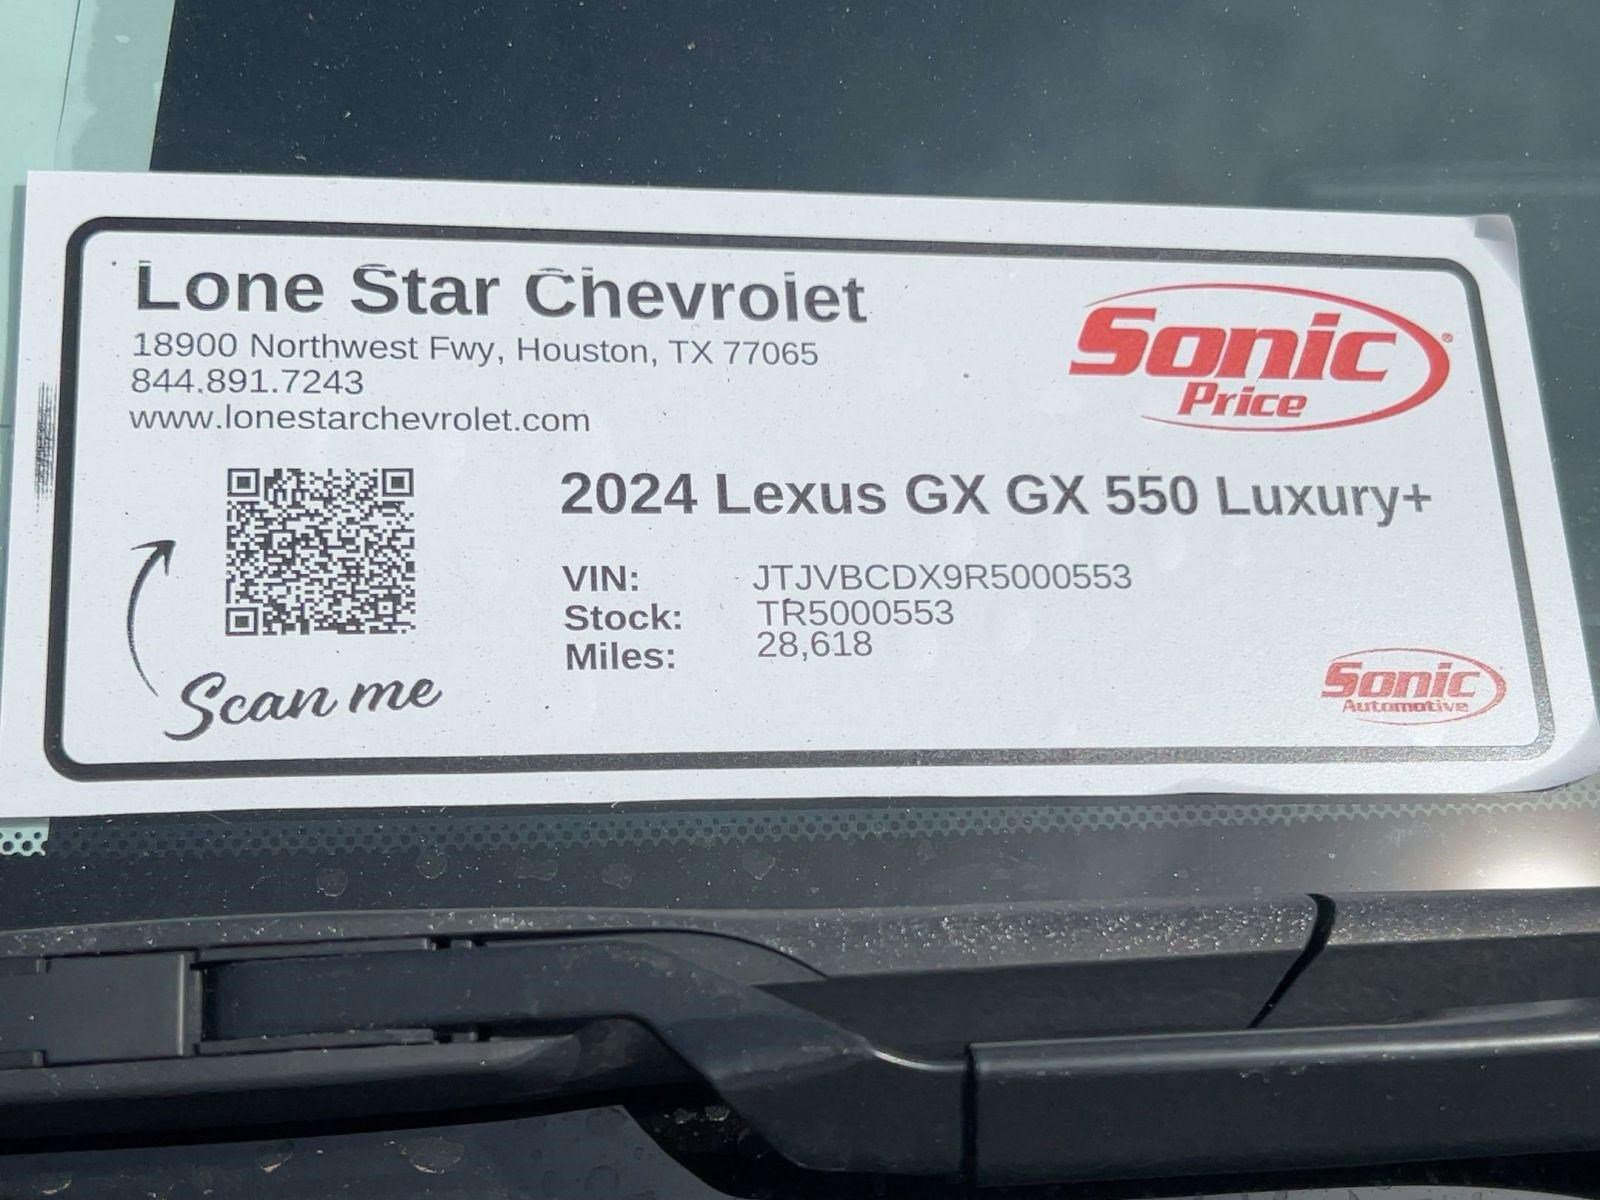 Lone Star Chevrolet
18900 Northwest Fwy, Houston, TX 77065
844.891.7243
www.lonestarchevrolet.com
Sonic®
Price
Scan me
2024 Lexus GX GX 550 Luxury+
VIN: JTJVBCDX9R5000553
Stock: TR5000553
Miles: 28,618
Sonic
Automotive